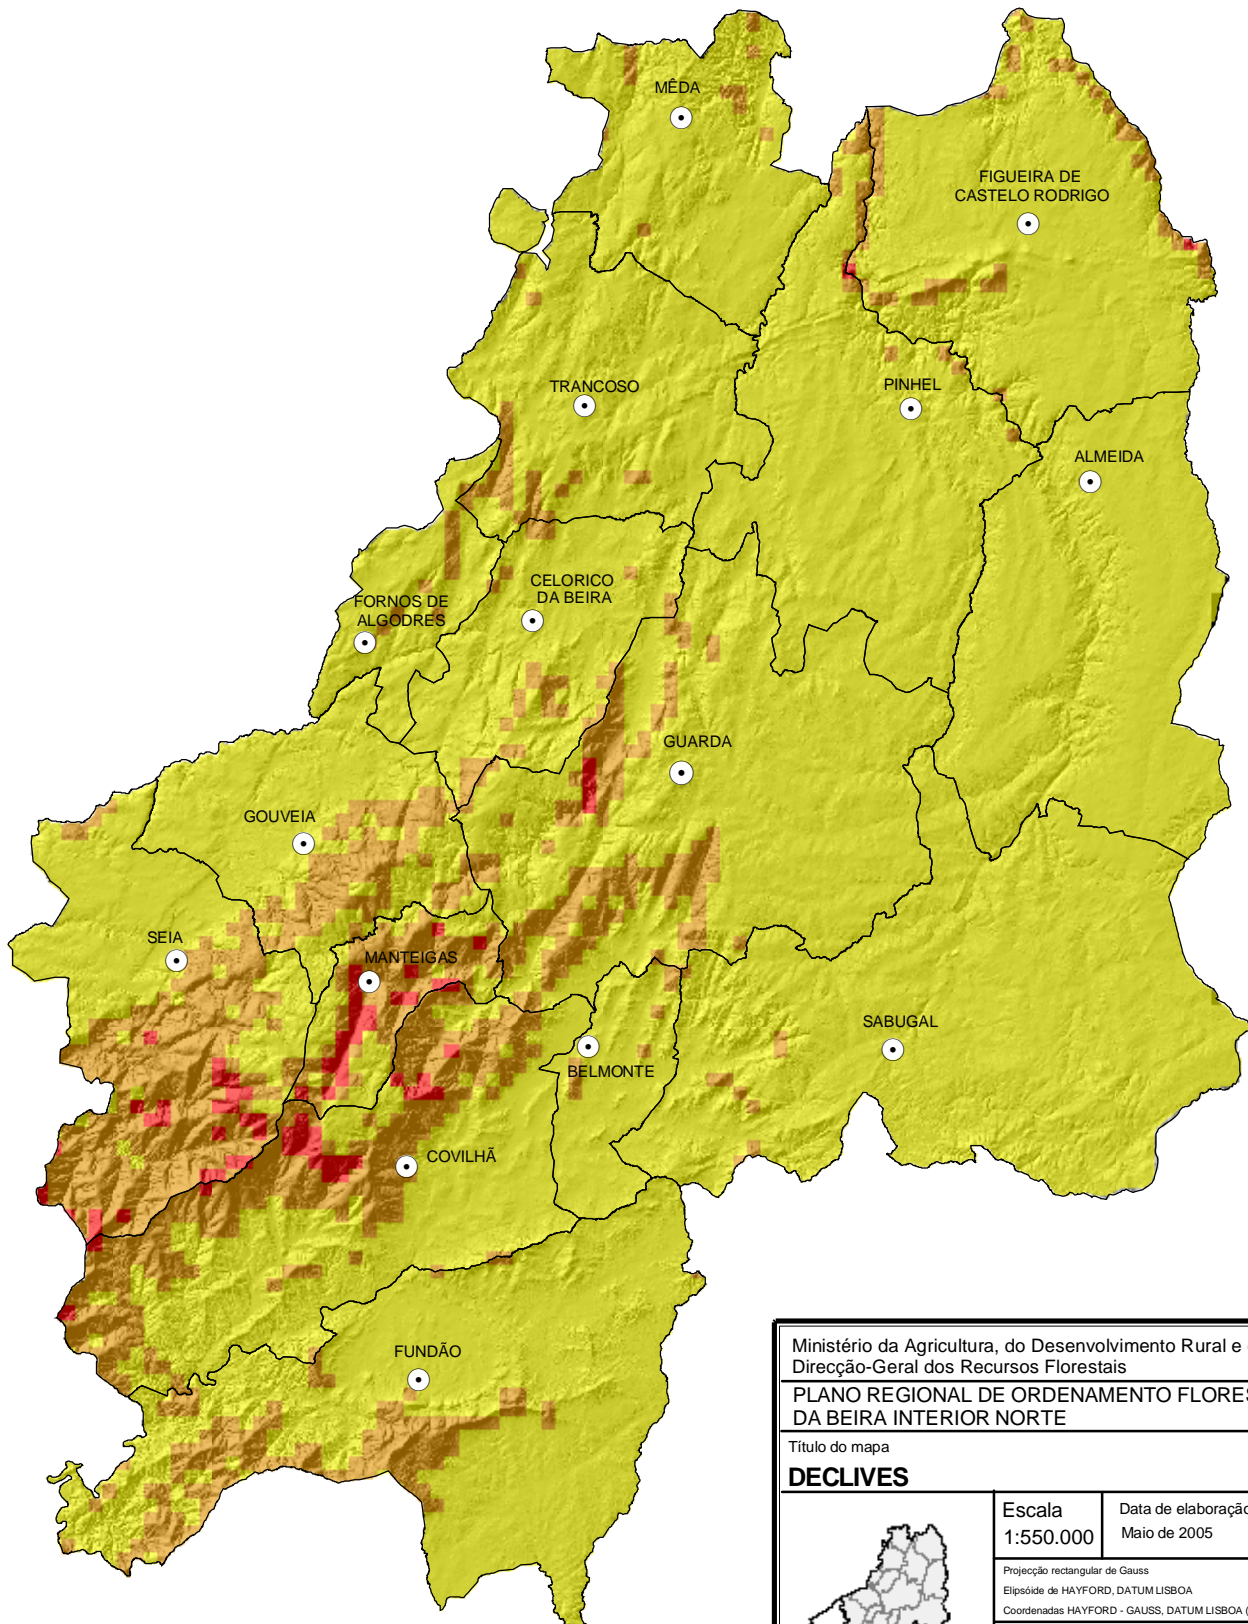 MÊDA
FIGUEIRA DE
CASTELO RODRIGO
TRANCOSO
PINHEL
ALMEIDA
CELORICO
DA BEIRA
FORNOS DE
ALGODRES
GUARDA
GOUVEIA
SEIA
MANTEIGAS
SABUGAL
BELMONTE
COVILHÃ
FUNDÃO
Ministério da Agricultura, do Desenvolvimento Rural e
Direcção-Geral dos Recursos Florestais
PLANO REGIONAL DE ORDENAMENTO FLORES
DA BEIRA INTERIOR NORTE
Título do mapa
DECLIVES
Escala
1:550.000
Data de elaboração
Maio de 2005
Projecção rectangular de Gauss
Elipsóide de HAYFORD, DATUM LISBOA
Coordenadas HAYFORD - GAUSS, DATUM LISBOA (